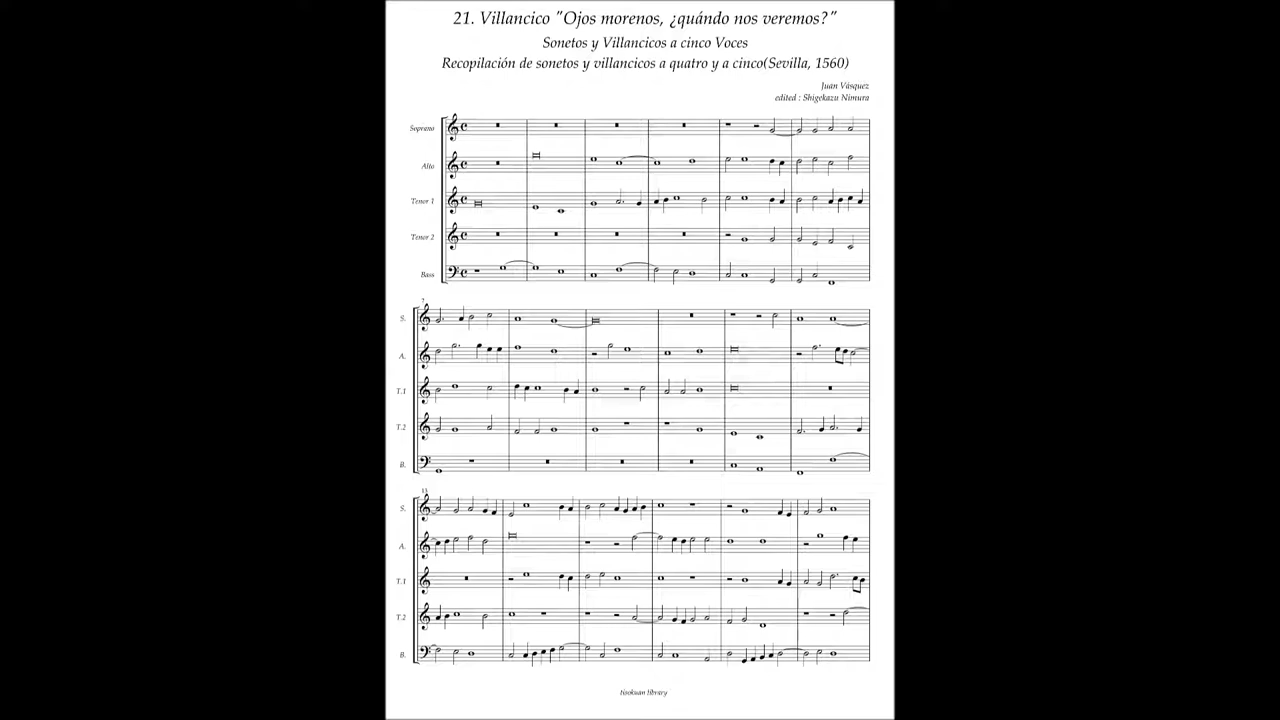 21. Villancico "Ojos morenos, ¿quándo nos veremos?"
Sonetos y Villancicos a cinco Voces
Recopilación de sonetos y villancicos a quatro y a cinco(Sevilla, 1560)
Juan Vásquez
edited : Shigekazu Nimura
Soprano
Alto
Tenor 1
Tenor 2
Bass
7
S.
A.
T.1
T.2
B.
13
S.
A.
T.1
T.2
B.
tisokuan library